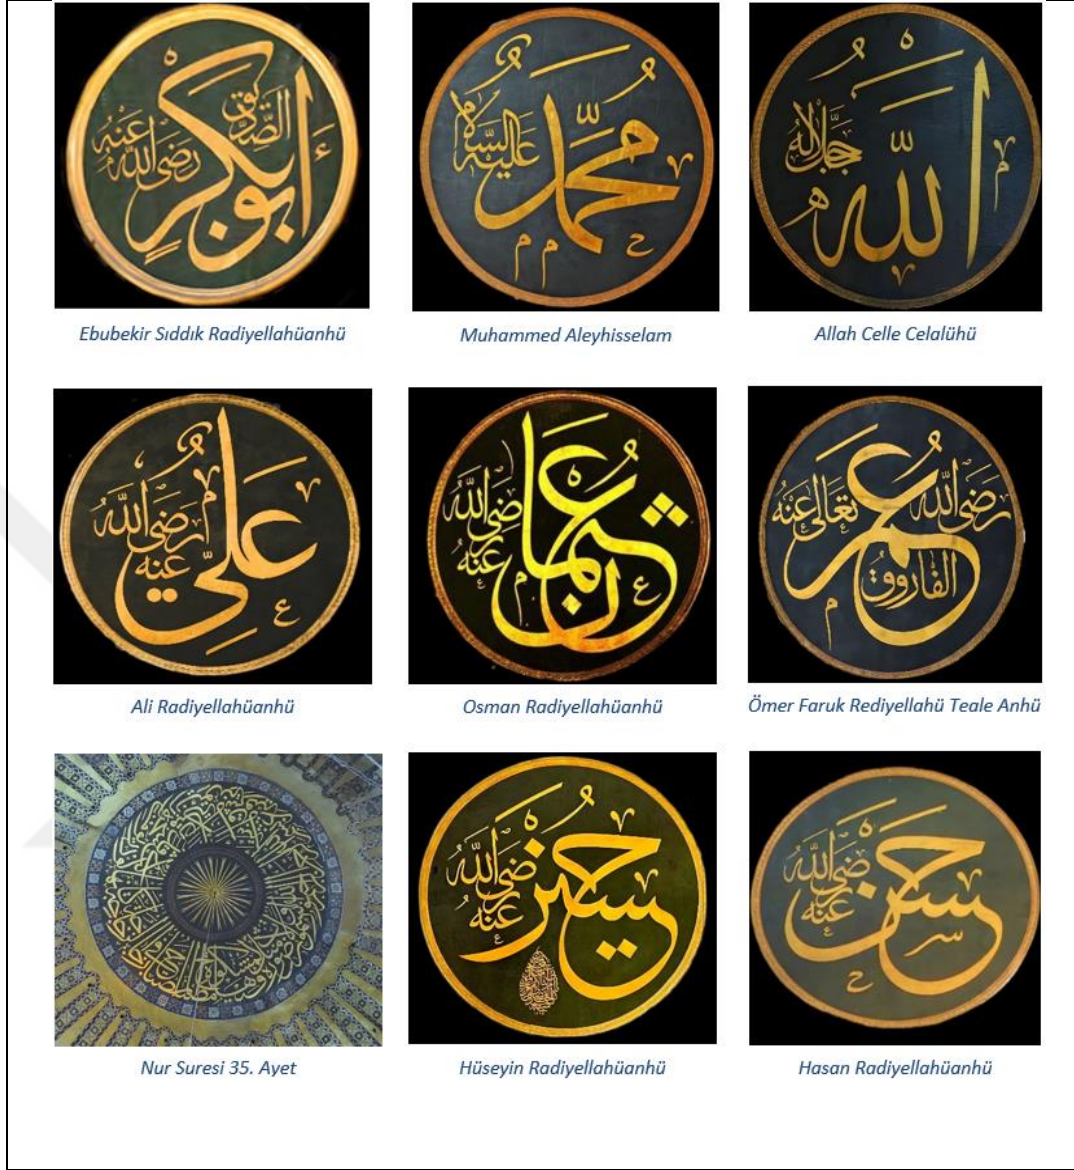 أبو بكر الصديق رضى الله عنه
محمد عليه السلام
الله جل جلاله
Ebubekir Sıddık Radiyellahüanhü
Muhammed Aleyhisselam
Allah Celle Celalühü
علي رضى الله عنه
عثمان رضى الله عنه
عمر الفاروق رضى الله تعالى عنه
Ali Radiyellahüanhü
Osman Radiyellahüanhü
Ömer Faruk Rediyellahü Teale Anhü
حسين رضى الله عنه
حسن رضى الله عنه
Nur Suresi 35. Ayet
Hüseyin Radiyellahüanhü
Hasan Radiyellahüanhü